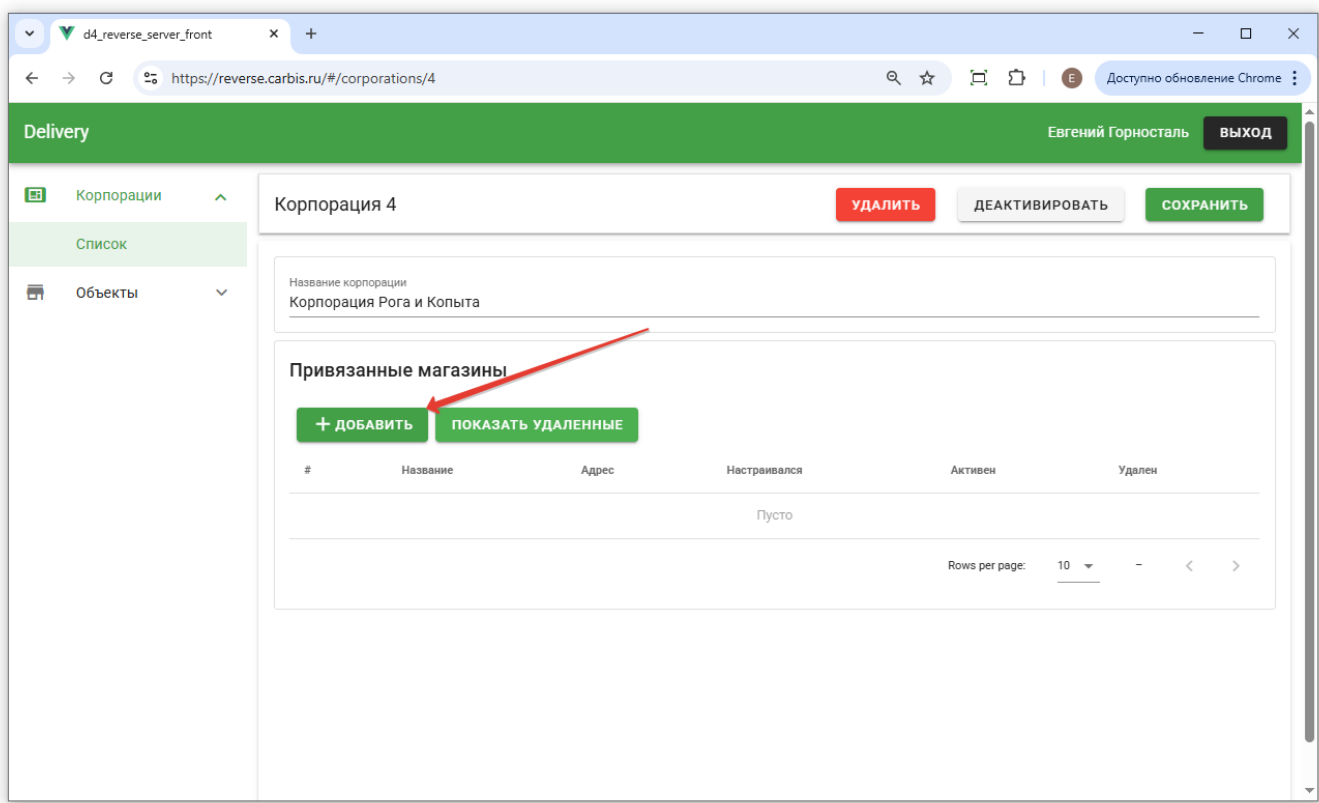 d4_reverse_server_front
https://reverse.carbis.ru/#/corporations/4
E
Доступно обновление Chrome
Delivery
Евгений Горносталь
ВЫХОД
Корпорации
Список
Объекты
Корпорация 4
УДАЛИТЬ
ДЕАКТИВИРОВАТЬ
СОХРАНИТЬ
Название корпорации
Корпорация Рога и Копыта
Привязанные магазины
+ ДОБАВИТЬ
ПОКАЗАТЬ УДАЛЕННЫЕ
# Название Адрес Настраивался Активен Удален
Пусто
Rows per page: 10 –